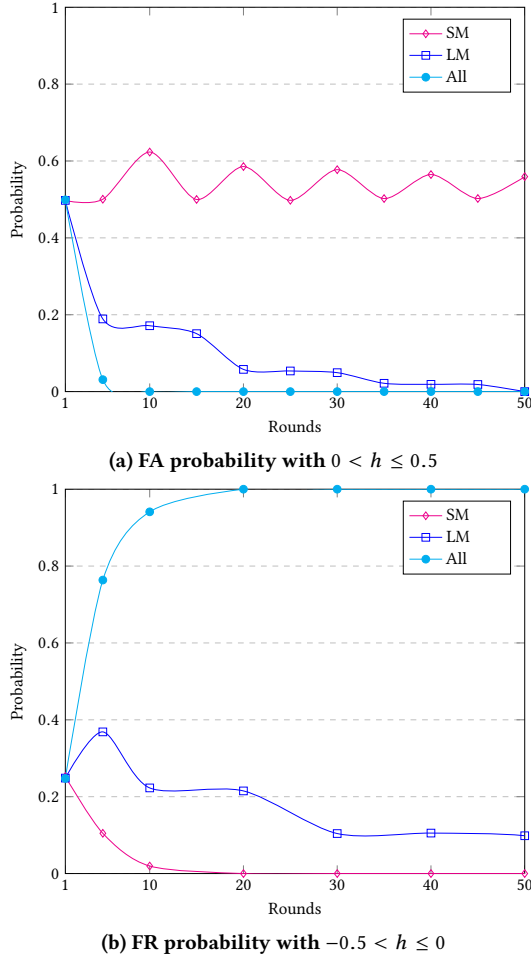 1
0.8
0.6
0.4
0.2
0
Probability
SM
LM
All
1 10 20 30 40 50
Rounds
(a) FA probability with 0 < h ≤ 0.5
1
0.8
0.6
0.4
0.2
0
Probability
SM
LM
All
1 10 20 30 40 50
Rounds
(b) FR probability with −0.5 < h ≤ 0